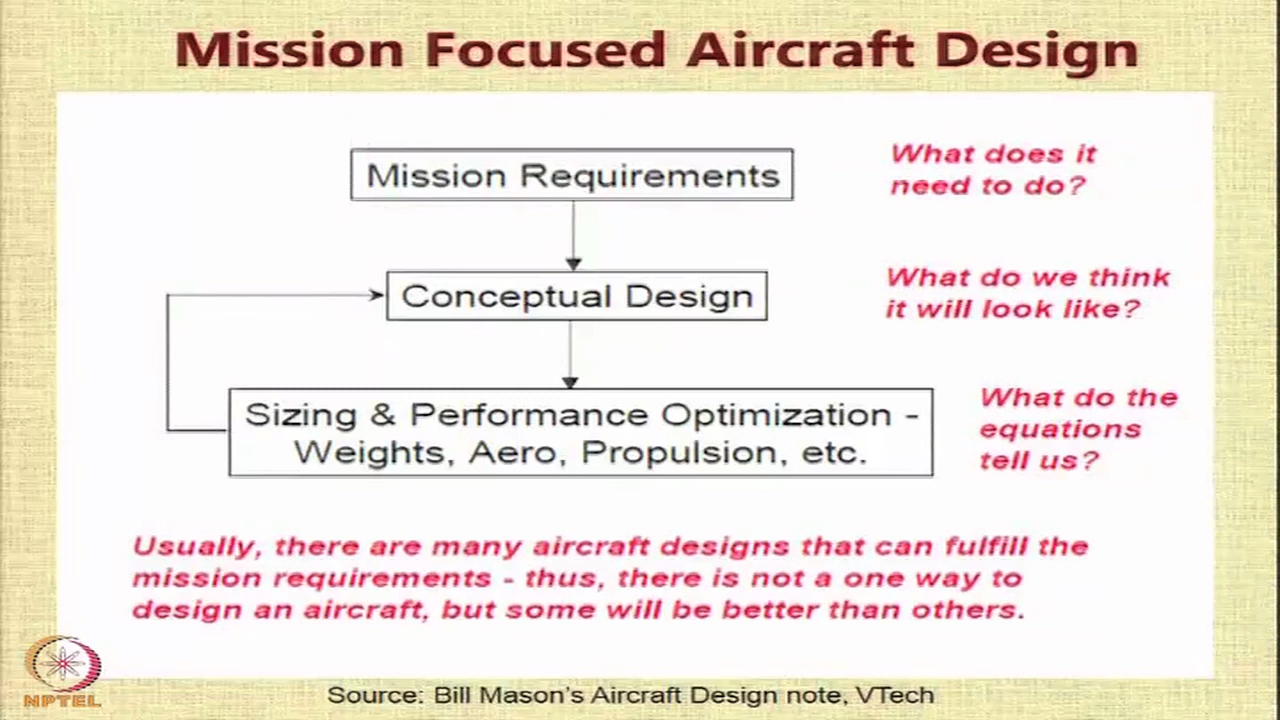 Mission Focused Aircraft Design
Mission Requirements
What does it
need to do?
Conceptual Design
What do we think
it will look like?
Sizing & Performance Optimization -
Weights, Aero, Propulsion, etc.
What do the
equations
tell us?
Usually, there are many aircraft designs that can fulfill the
mission requirements - thus, there is not a one way to
design an aircraft, but some will be better than others.
NPTEL
Source: Bill Mason's Aircraft Design note, VTech